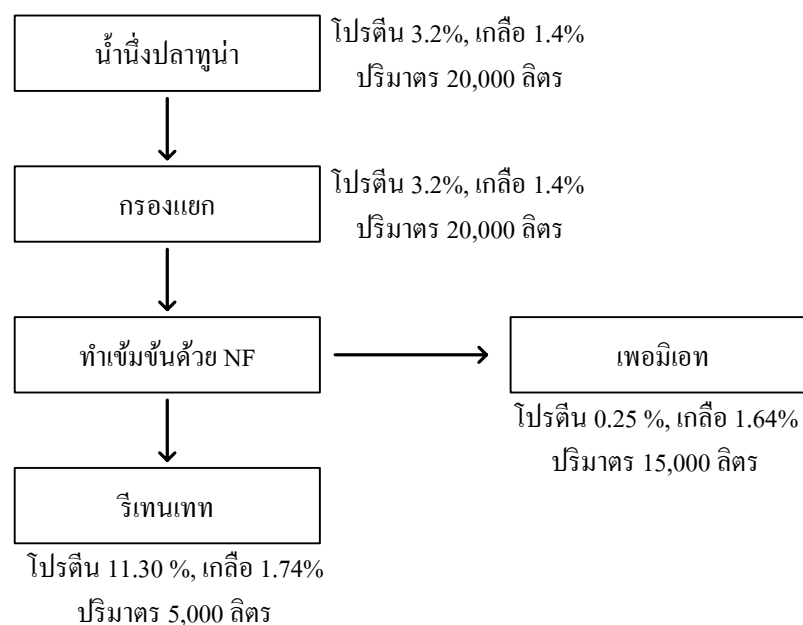 น้ำนึ่งปลาทูน่า
โปรตีน 3.2%, เกลือ 1.4%
ปริมาตร 20,000 ลิตร
กรองแยก
โปรตีน 3.2%, เกลือ 1.4%
ปริมาตร 20,000 ลิตร
ทำเข้มข้นด้วย NF
เพอมิเอท
โปรตีน 0.25 %, เกลือ 1.64%
ปริมาตร 15,000 ลิตร
รีเทนเทท
โปรตีน 11.30 %, เกลือ 1.74%
ปริมาตร 5,000 ลิตร